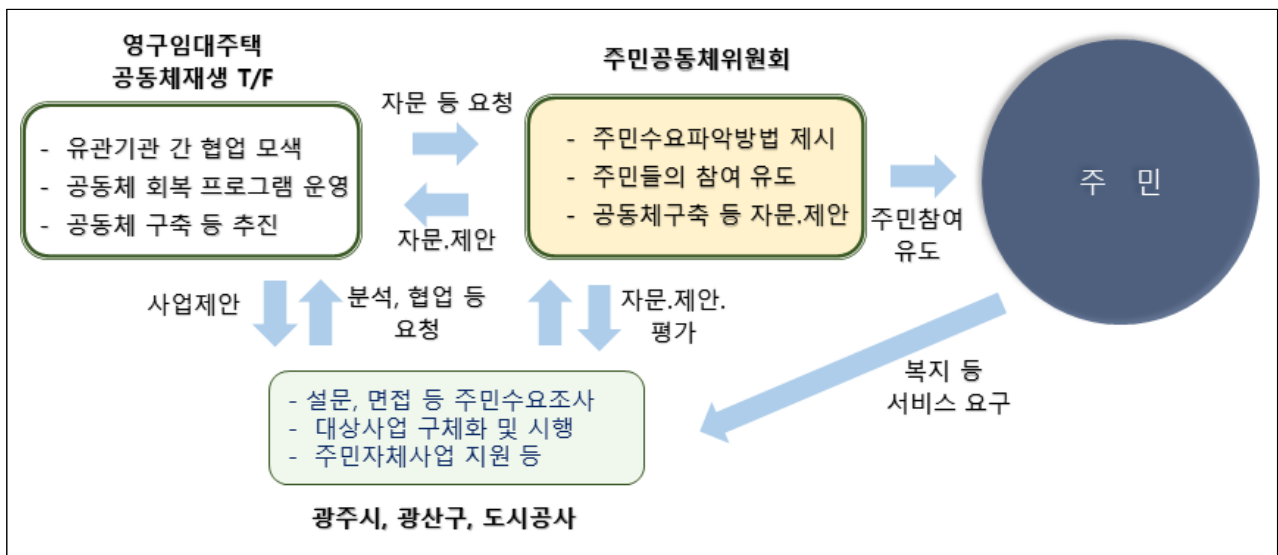 영구임대주택
공동체재생 T/F
- 유관기관 간 협업 모색
- 공동체 회복 프로그램 운영
- 공동체 구축 등 추진
자문 등 요청
자문.제안
주민공동체위원회
- 주민수요파악방법 제시
- 주민들의 참여 유도
- 공동체구축 등 자문.제안
주민참여
유도
주 민
사업제안
분석, 협업 등
요청
자문.제안.
평가
복지 등
서비스 요구
- 설문, 면접 등 주민수요조사
- 대상사업 구체화 및 시행
- 주민자체사업 지원 등
광주시, 광산구, 도시공사